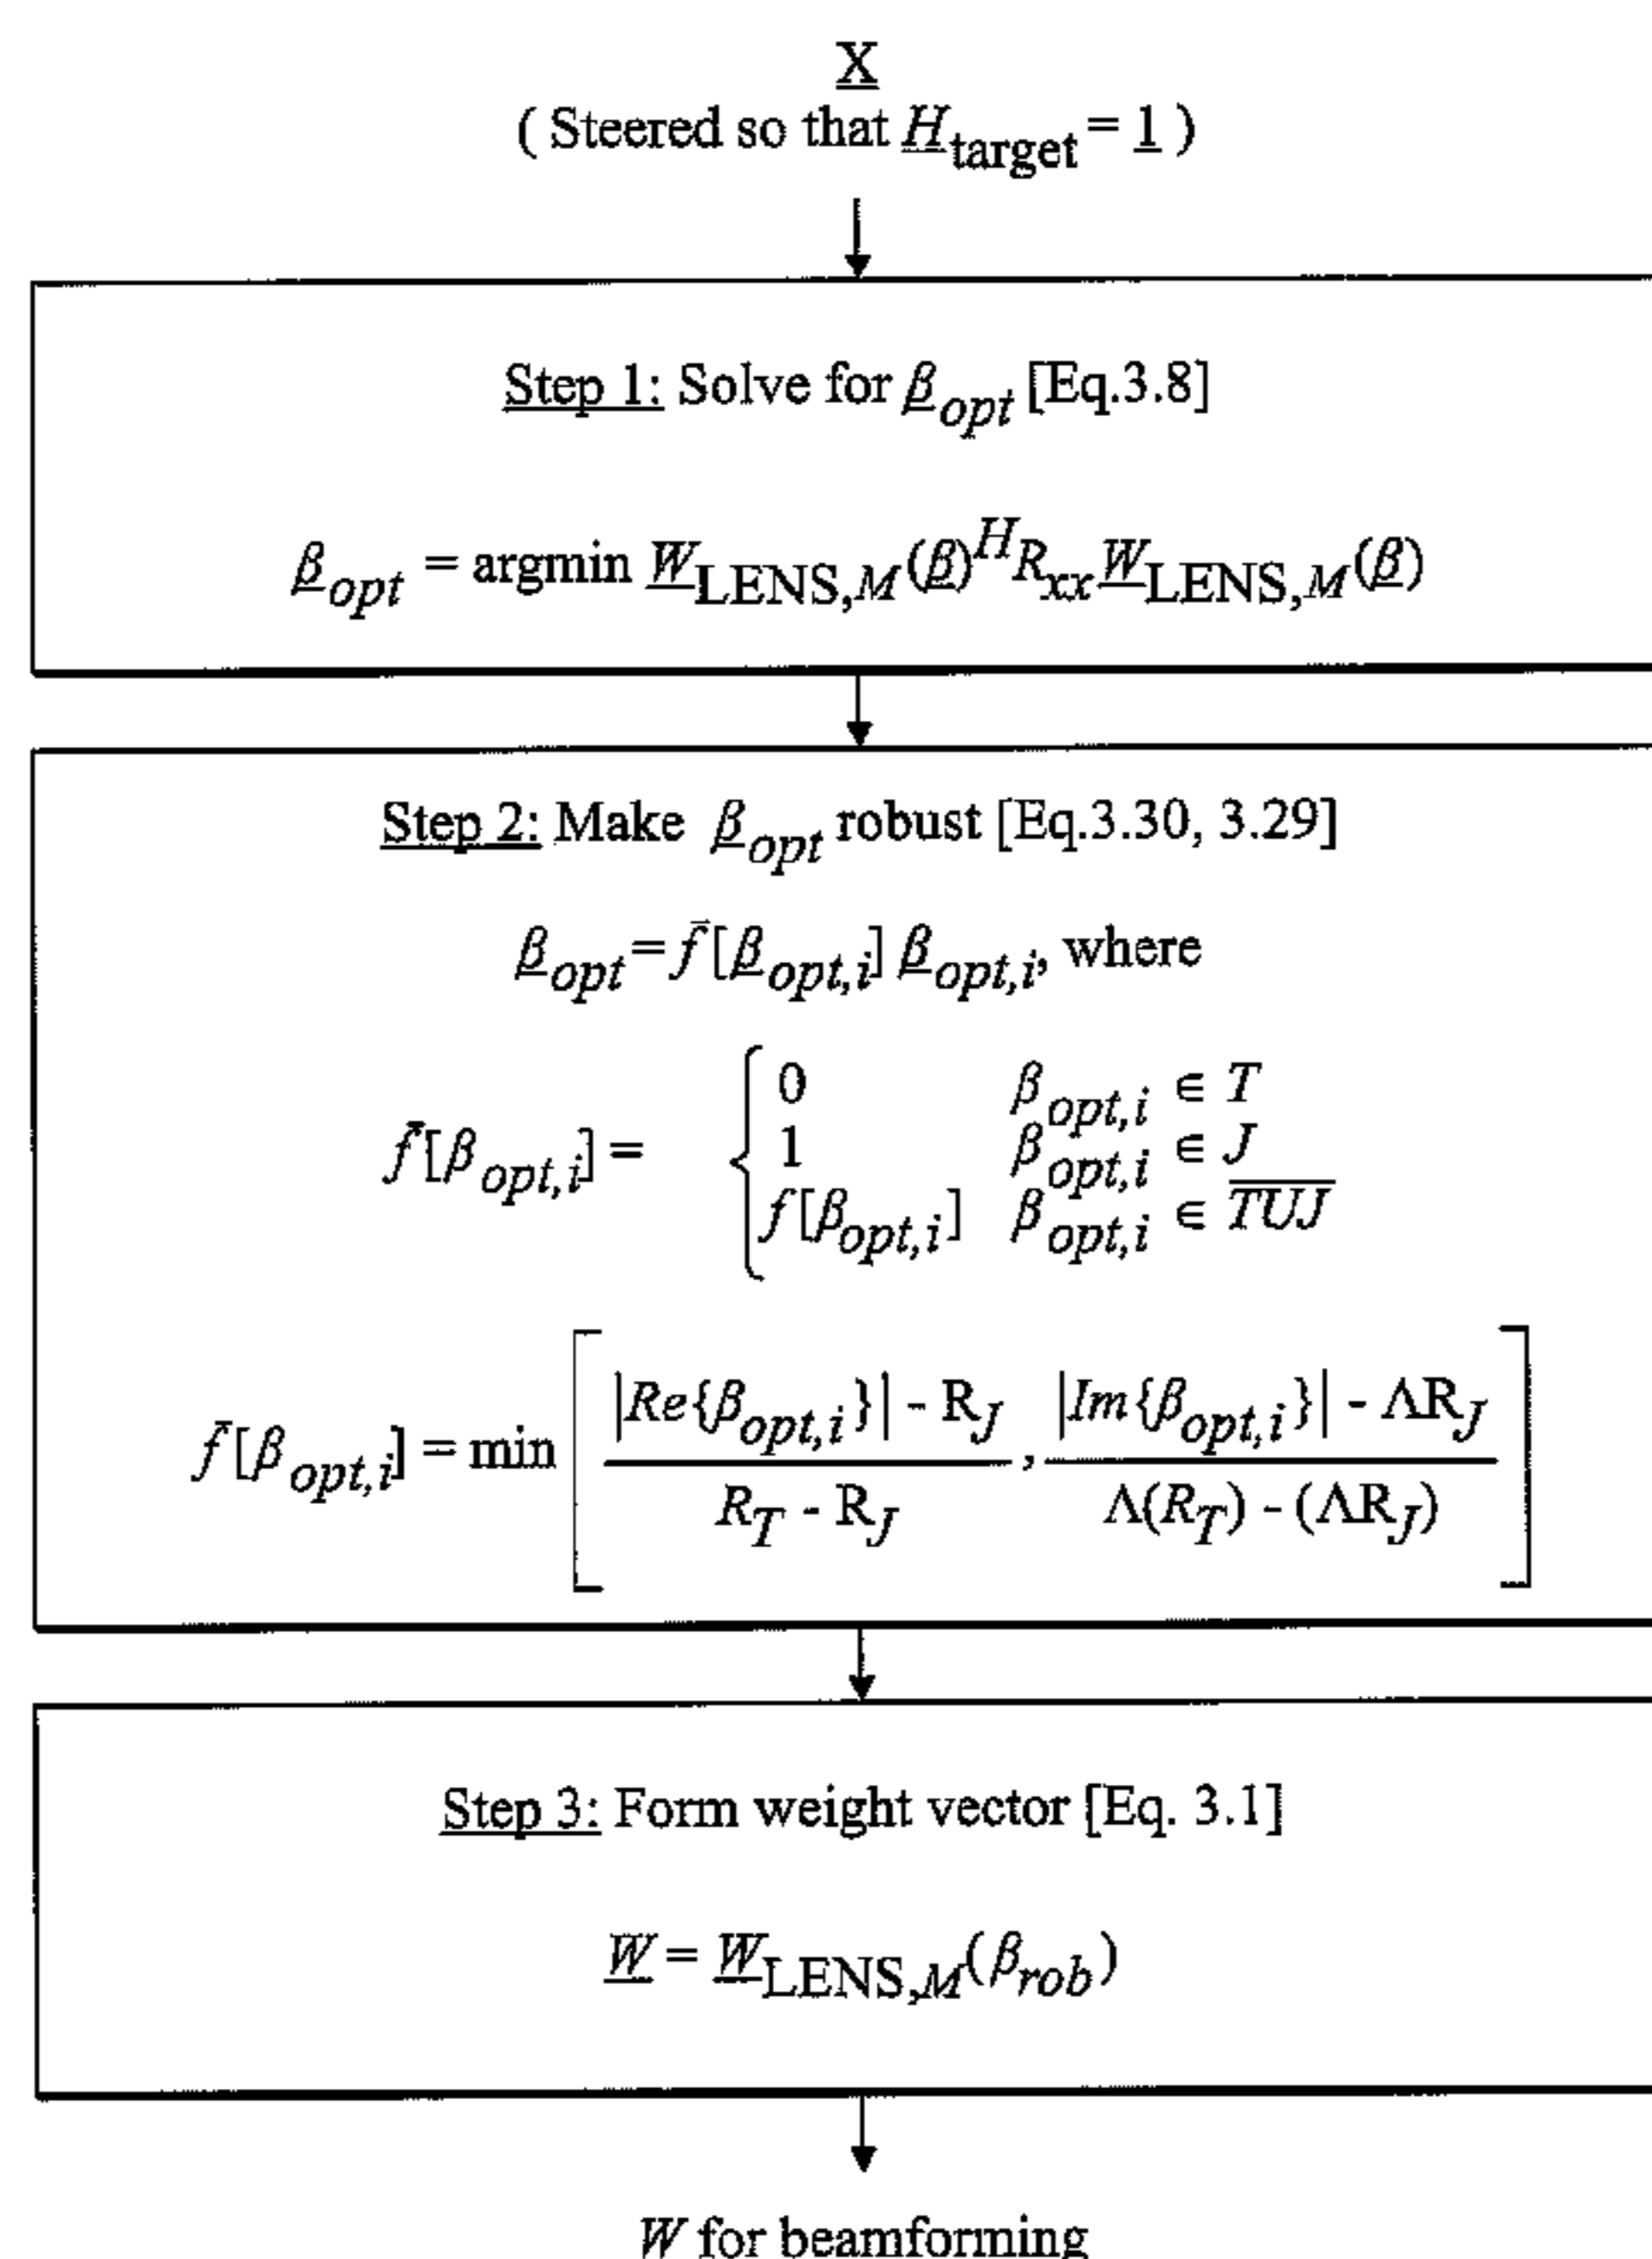 X
( Steered so that H_target = 1 )
Step 1: Solve for β_opt [Eq.3.8]
β_opt = argmin W_LENS,M(β)^H R_xx W_LENS,M(β)
Step 2: Make β_opt robust [Eq.3.30, 3.29]
β_opt = f̄[β_opt,i] β_opt,i, where
f̄[β_opt,i] = { 0 β_opt,i ∈ T
1 β_opt,i ∈ J
f[β_opt,i] β_opt,i ∈ \overline{TUJ}
f̄[β_opt,i] = min [ (|Re{β_opt,i}| - R_J) / (R_T - R_J) , (|Im{β_opt,i}| - ΛR_J) / (Λ(R_T) - (ΛR_J)) ]
Step 3: Form weight vector [Eq. 3.1]
W = W_LENS,M(β_rob)
W for beamforming